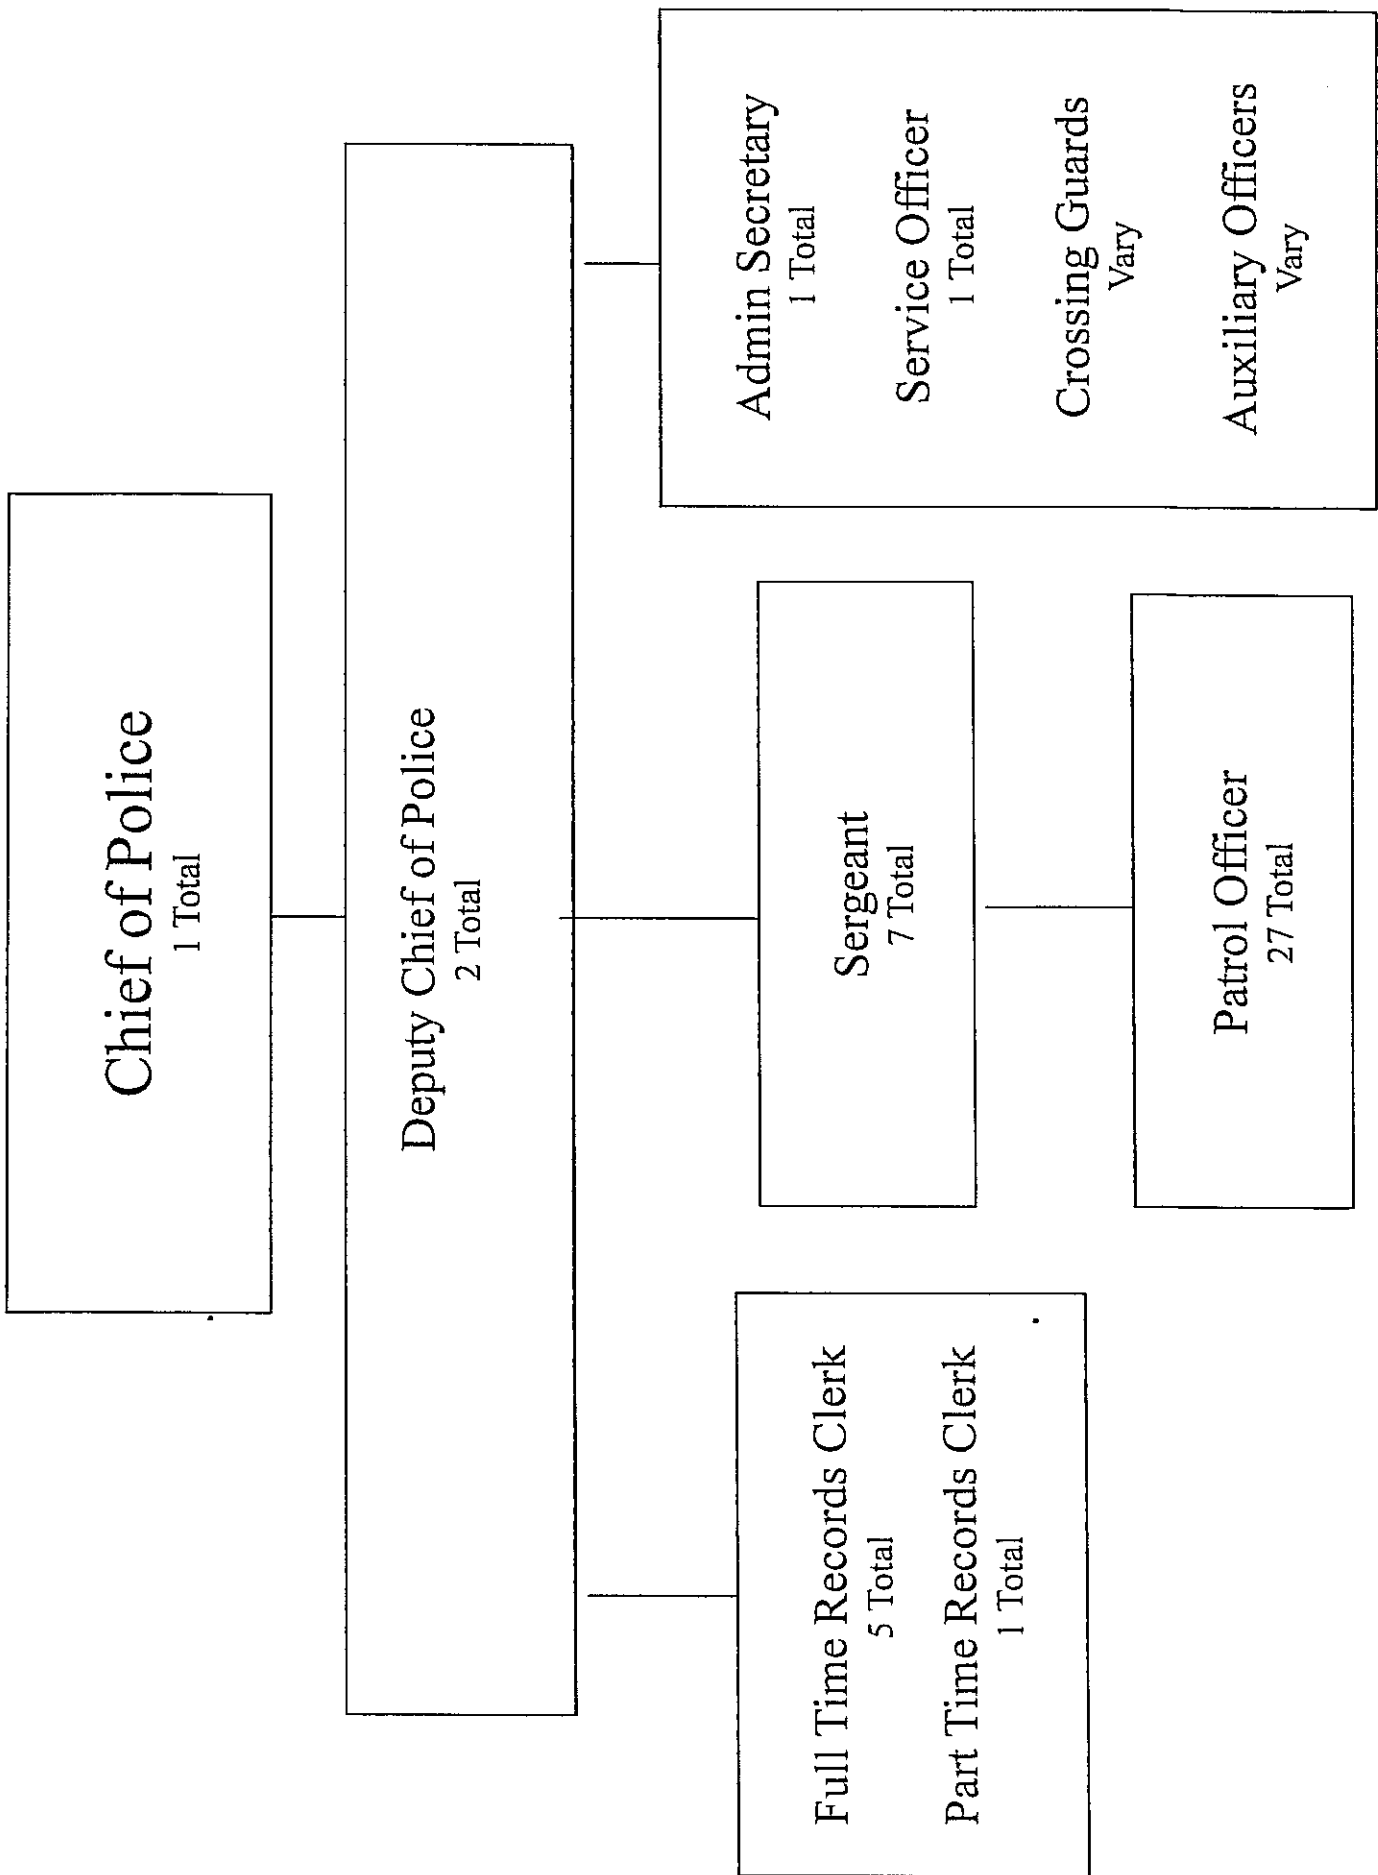 Chief of Police
1 Total
Deputy Chief of Police
2 Total
Full Time Records Clerk
5 Total
Part Time Records Clerk
1 Total
Sergeant
7 Total
Patrol Officer
27 Total
Admin Secretary
1 Total
Service Officer
1 Total
Crossing Guards
Vary
Auxiliary Officers
Vary